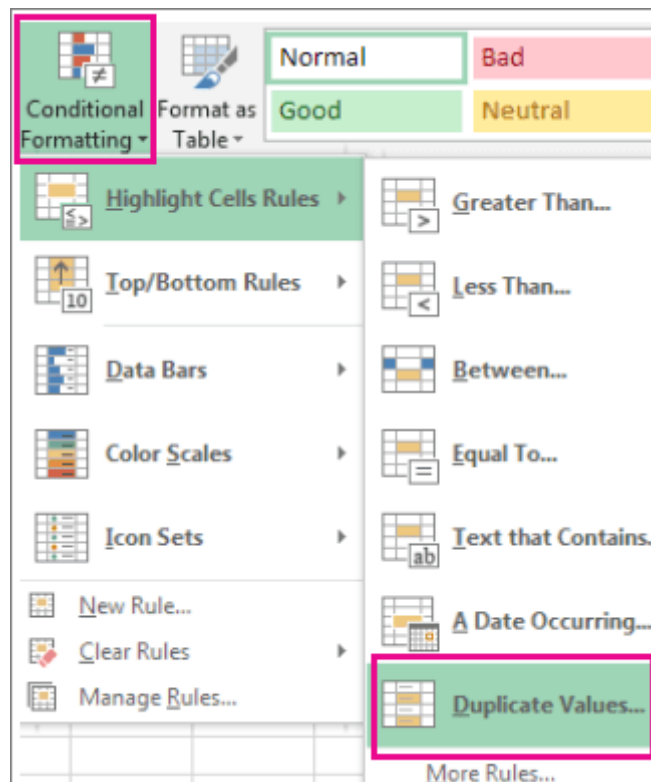 Conditional
Formatting
Format as
Table
Normal
Bad
Good
Neutral
Highlight Cells Rules
Top/Bottom Rules
10
Data Bars
Color Scales
Icon Sets
New Rule...
Clear Rules
Manage Rules...
Greater Than...
Less Than...
Between...
Equal To...
ab
Text that Contains.
A Date Occurring...
Duplicate Values...
More Rules...